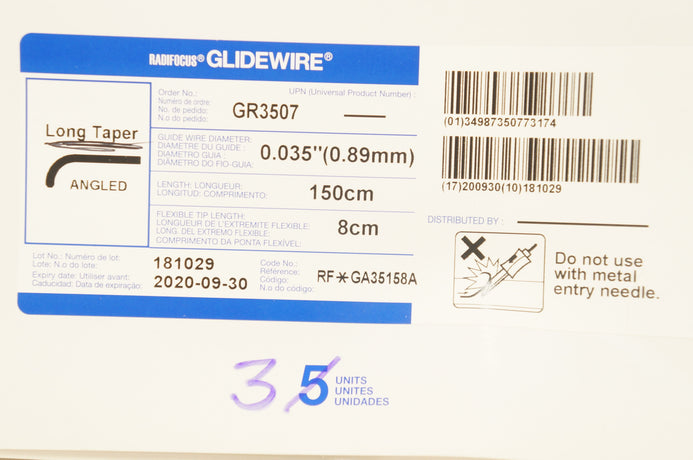 RADIFOCUS® GLIDEWIRE®
Long Taper
ANGLED
Order No.:
Numéro de ordre:
No. de pedido:
N.o do pedido:
GR3507
UPN (Universal Product Number) :
GUIDE WIRE DIAMETER:
DIAMETRE DU GUIDE :
DIAMETRO GUIA :
DIÂMETRO DO FIO-GUIA:
0.035"(0.89mm)
LENGTH: LONGUEUR:
LONGITUD: COMPRIMENTO:
150cm
FLEXIBLE TIP LENGTH:
LONGUEUR DE L'EXTREMITE FLEXIBLE:
LONG. DEL EXTREMO FLEXIBLE:
COMPRIMENTO DA PONTA FLEXÍVEL:
8cm
Lot No.: Numéro de lot:
Lote: N.o do lote:
181029
Expiry date: Utiliser avant:
Caducidad: Data de expiração:
2020-09-30
Code No.:
Référence:
Código:
N.o do código:
RF*GA35158A
(01)34987350773174
(17)200930(10)181029
DISTRIBUTED BY :
Do not use
with metal
entry needle.
3 5
UNITS
UNITES
UNIDADES